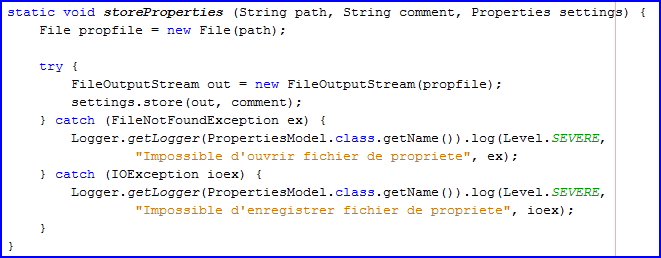 static void storeProperties (String path, String comment, Properties settings) {
    File propfile = new File(path);

    try {
        FileOutputStream out = new FileOutputStream(propfile);
        settings.store(out, comment);
    } catch (FileNotFoundException ex) {
        Logger.getLogger(PropertiesModel.class.getName()).log(Level.SEVERE,
                "Impossible d'ouvrir fichier de propriete", ex);
    } catch (IOException ioex) {
        Logger.getLogger(PropertiesModel.class.getName()).log(Level.SEVERE,
                "Impossible d'enregistrer fichier de propriete", ioex);
    }
}